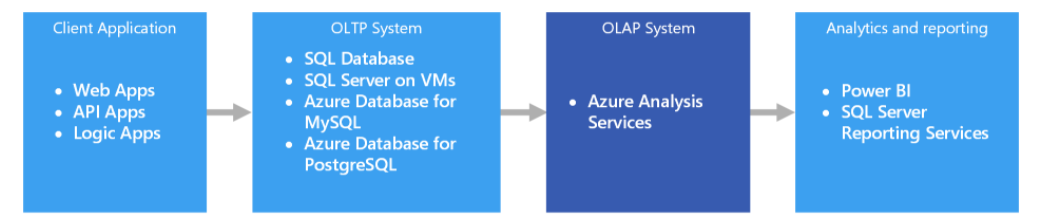 Client Application
• Web Apps
• API Apps
• Logic Apps
OLTP System
• SQL Database
• SQL Server on VMs
• Azure Database for
MySQL
• Azure Database for
PostgreSQL
OLAP System
• Azure Analysis
Services
Analytics and reporting
• Power BI
• SQL Server
Reporting Services